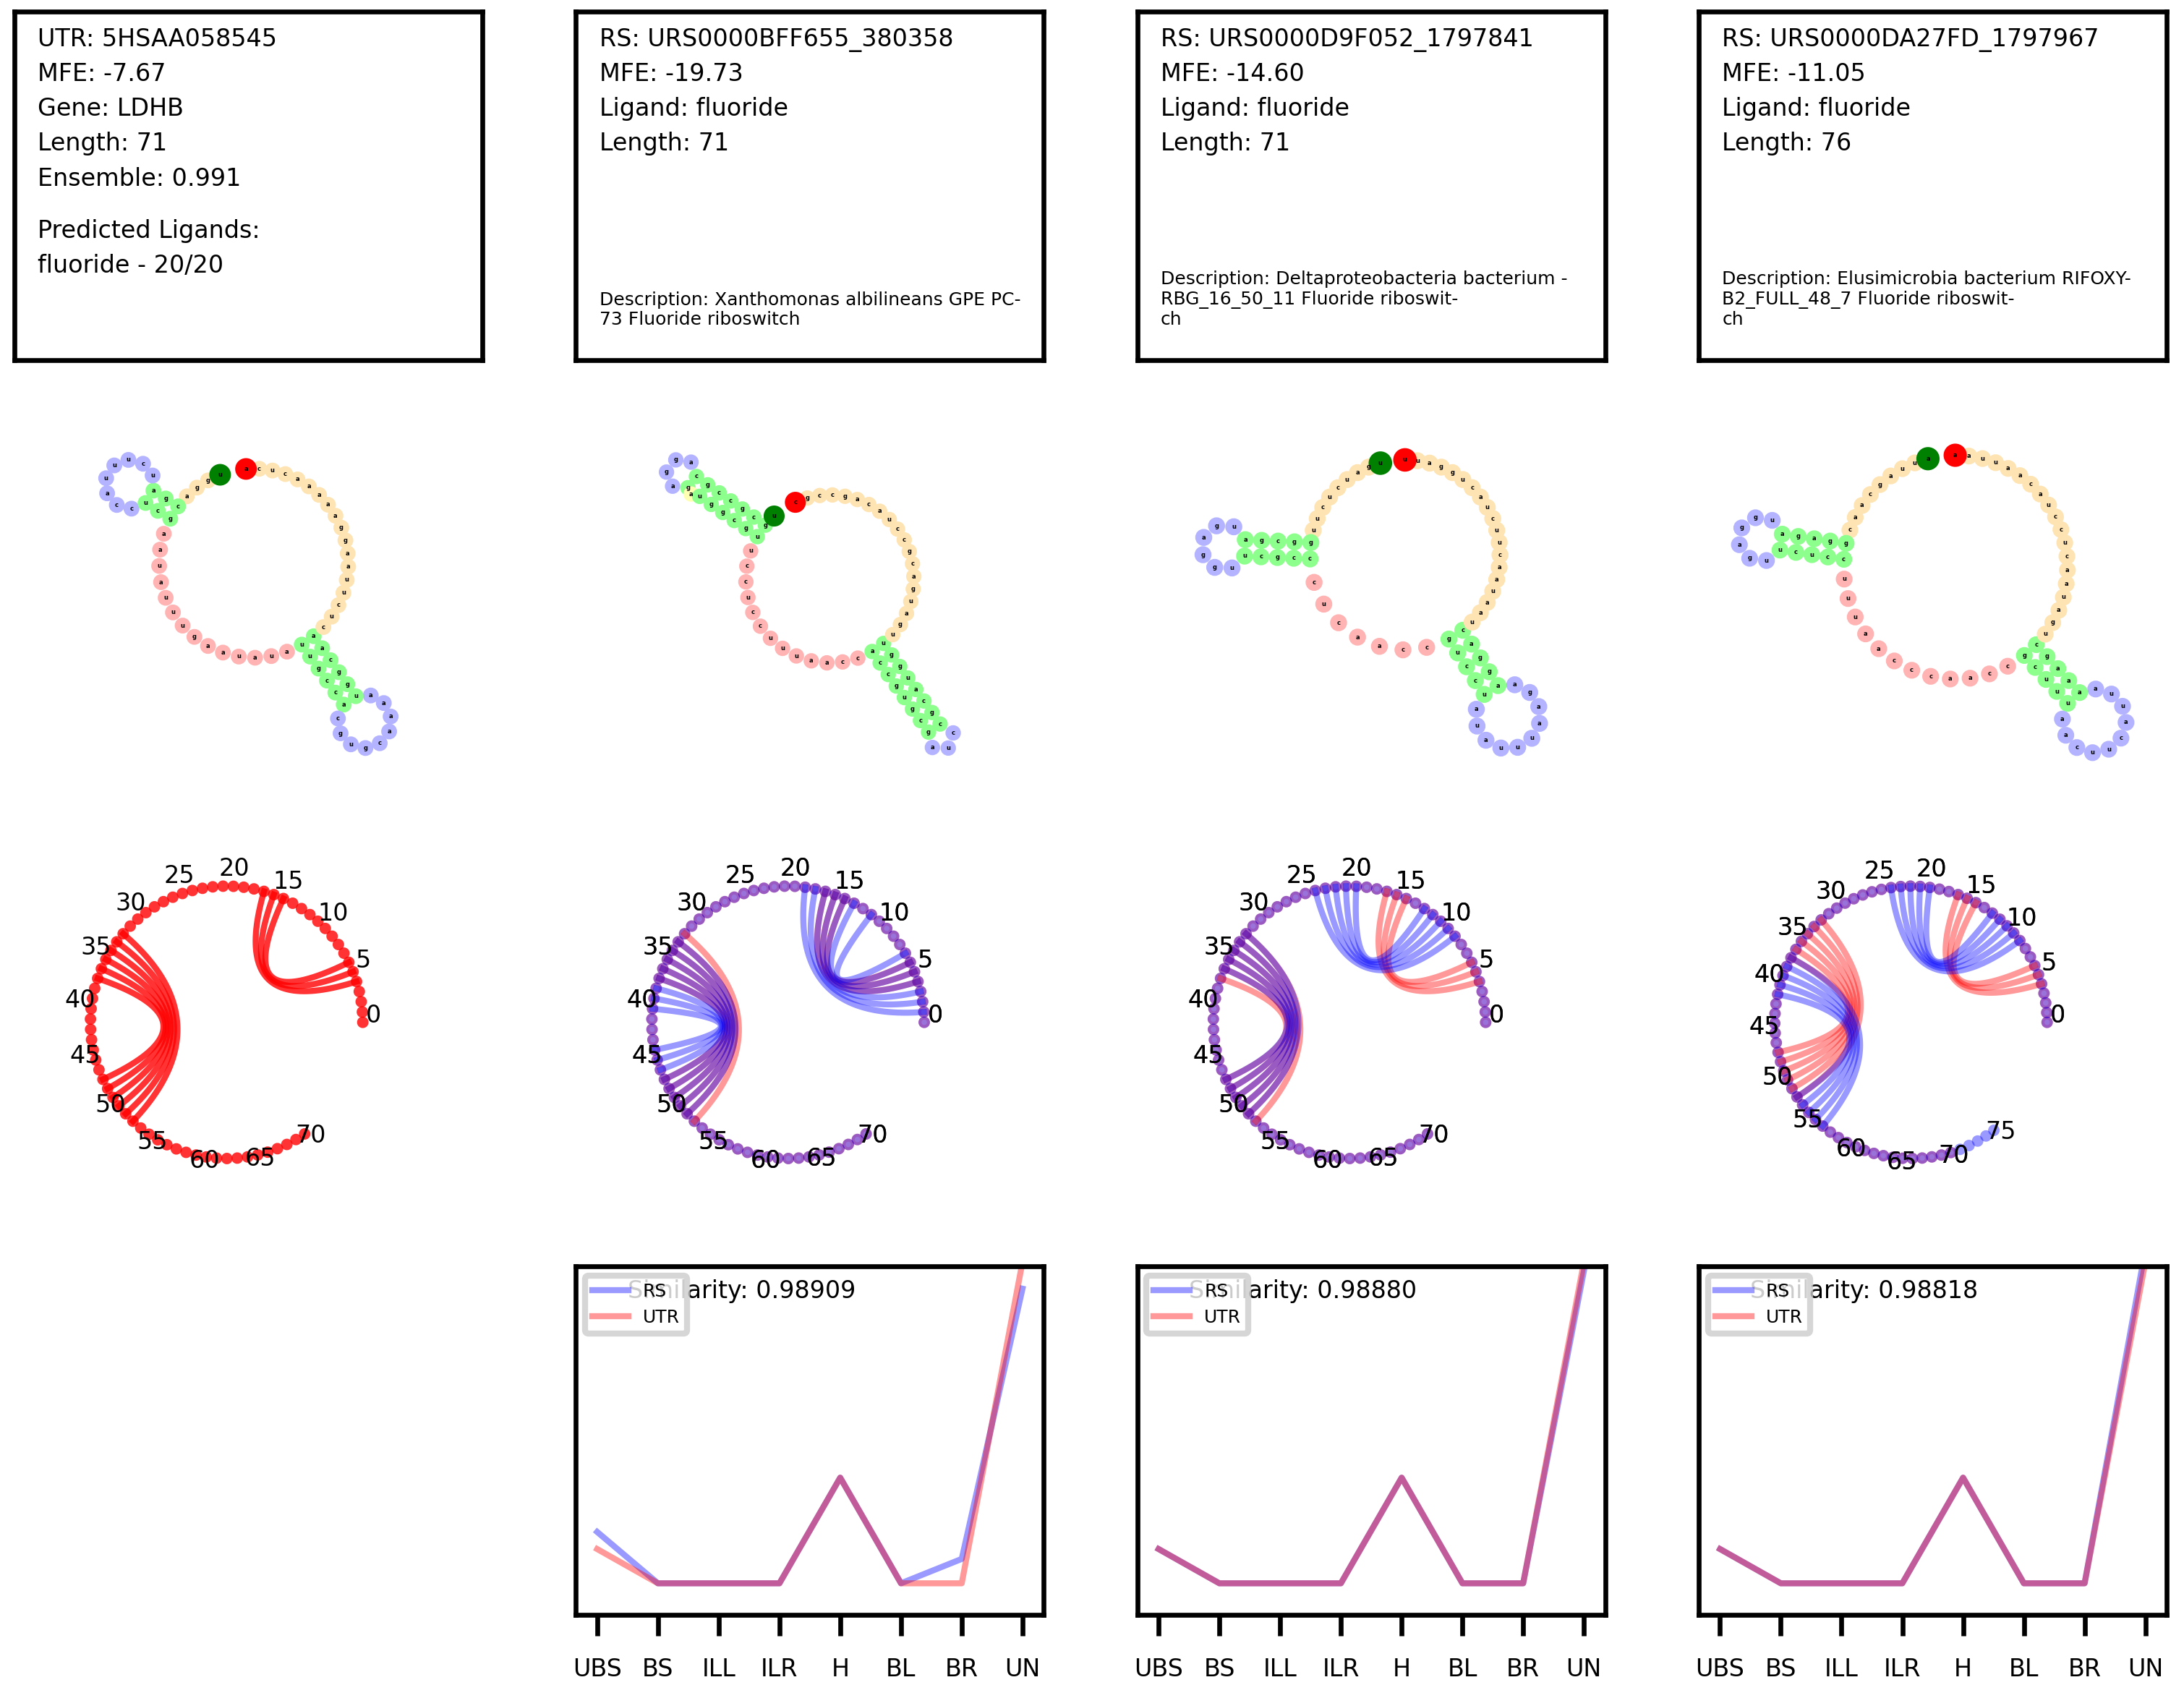 UTR: 5HSAA058545
MFE: -7.67
Gene: LDHB
Length: 71
Ensemble: 0.991
Predicted Ligands:
fluoride - 20/20
RS: URS0000BFF655_380358
MFE: -19.73
Ligand: fluoride
Length: 71
Description: Xanthomonas albilineans GPE PC-
73 Fluoride riboswitch
RS: URS0000D9F052_1797841
MFE: -14.60
Ligand: fluoride
Length: 71
Description: Deltaproteobacteria bacterium -
RBG_16_50_11 Fluoride riboswit-
ch
RS: URS0000DA27FD_1797967
MFE: -11.05
Ligand: fluoride
Length: 76
Description: Elusimicrobia bacterium RIFOXY-
B2_FULL_48_7 Fluoride riboswit-
ch
0 5 10 15 20 25 30 35 40 45 50 55 60 65 70
0 5 10 15 20 25 30 35 40 45 50 55 60 65 70
0 5 10 15 20 25 30 35 40 45 50 55 60 65 70
0 5 10 15 20 25 30 35 40 45 50 55 60 65 70 75
Similarity: 0.98909
RS
UTR
UBS BS ILL ILR H BL BR UN
Similarity: 0.98880
RS
UTR
UBS BS ILL ILR H BL BR UN
Similarity: 0.98818
RS
UTR
UBS BS ILL ILR H BL BR UN